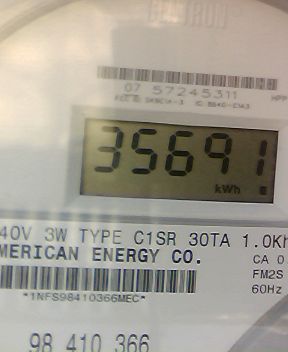 CENTRON
07 57245311
35691
kWh
40V 3W TYPE C1SR 30TA 1.0Kh
MERICAN ENERGY CO.
CA 0
FM2S
60Hz
*1NFS98410366MEC*
98 410 366